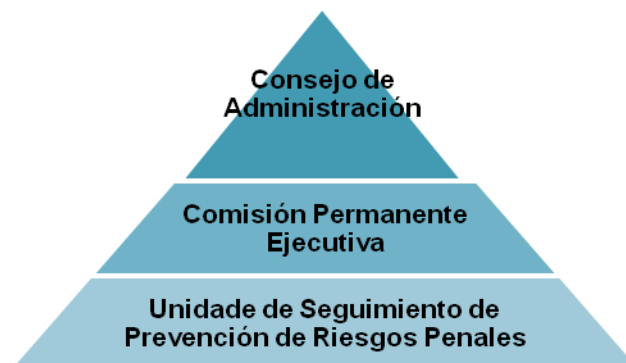 Consejo de
Administración
Comisión Permanente
Ejecutiva
Unidade de Seguimiento de
Prevención de Riesgos Penales